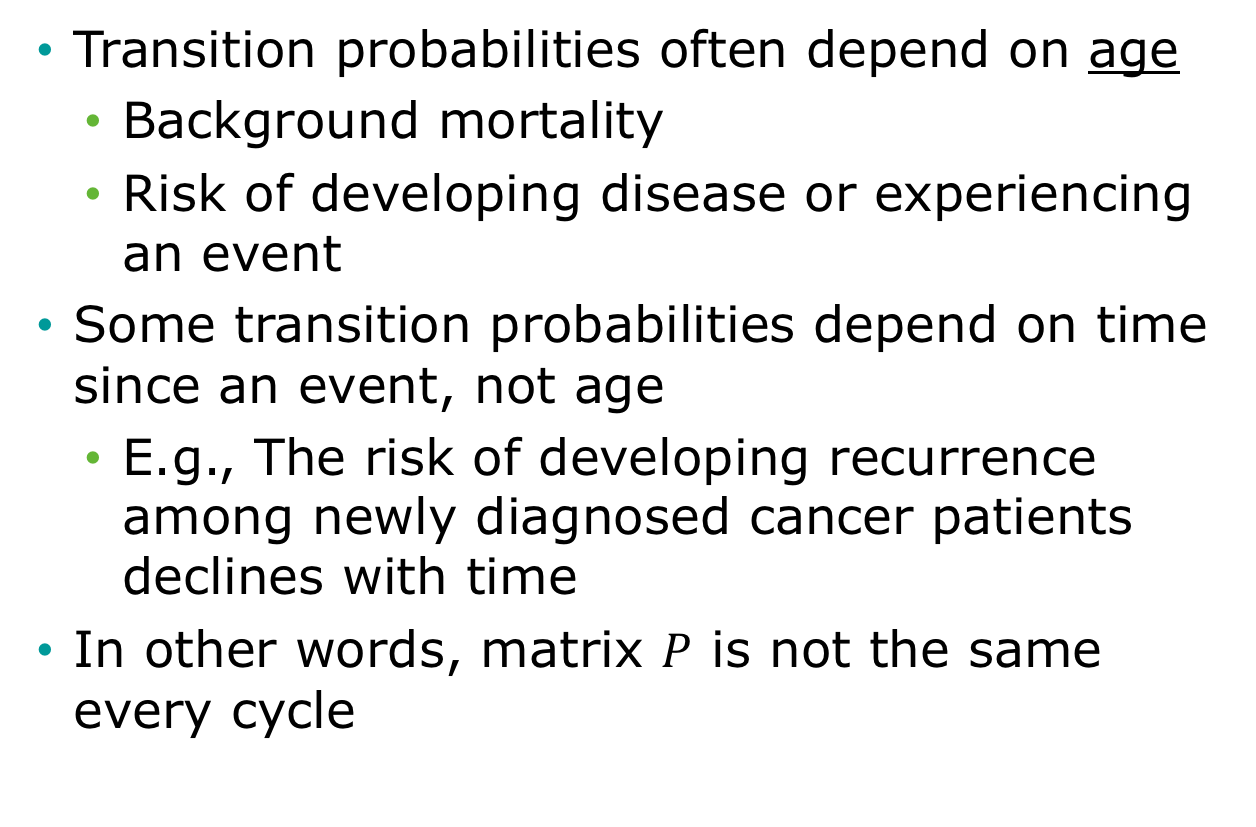 • Transition probabilities often depend on age
• Background mortality
• Risk of developing disease or experiencing
an event
• Some transition probabilities depend on time
since an event, not age
• E.g., The risk of developing recurrence
among newly diagnosed cancer patients
declines with time
• In other words, matrix P is not the same
every cycle